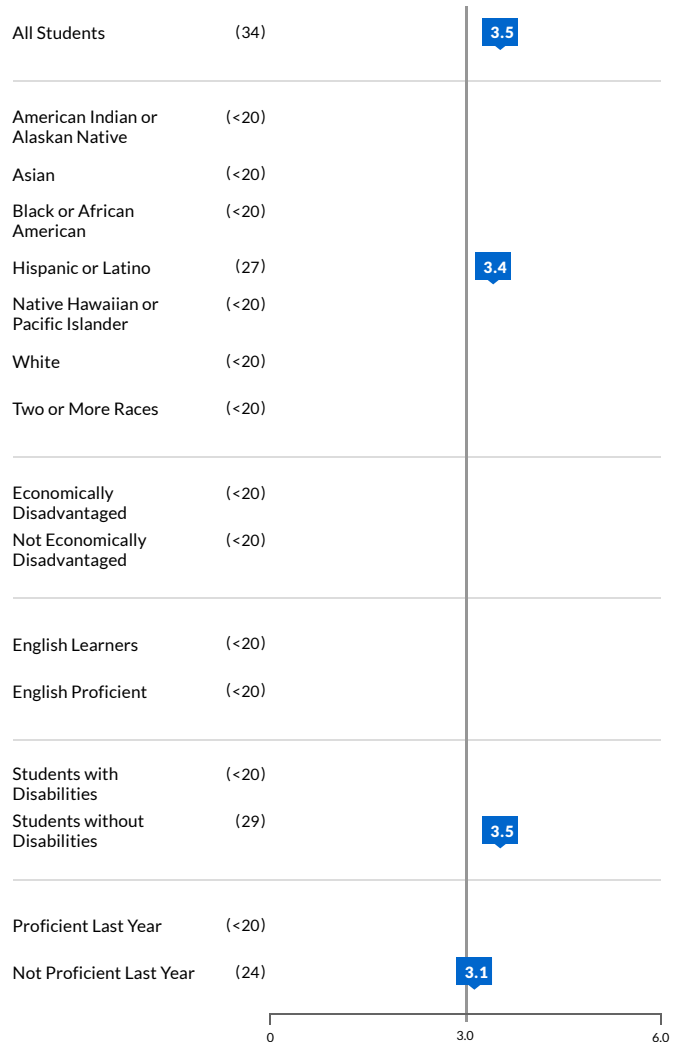 All Students (34) 3.5
American Indian or (<20)
Alaskan Native
Asian (<20)
Black or African (<20)
American
Hispanic or Latino (27) 3.4
Native Hawaiian or (<20)
Pacific Islander
White (<20)
Two or More Races (<20)
Economically (<20)
Disadvantaged
Not Economically (<20)
Disadvantaged
English Learners (<20)
English Proficient (<20)
Students with (<20)
Disabilities
Students without (29) 3.5
Disabilities
Proficient Last Year (<20)
Not Proficient Last Year (24) 3.1
0 3.0 6.0